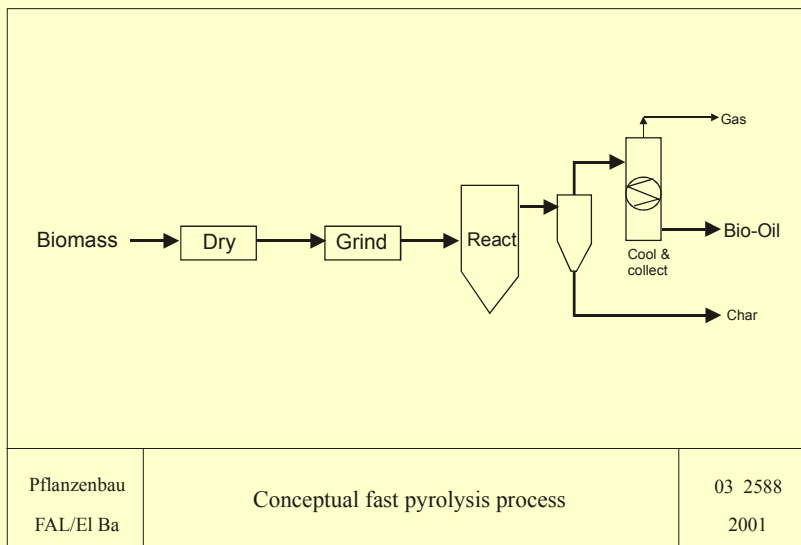 Gas
Biomass
Dry
Grind
React
Bio-Oil
Cool &
collect
Char
Pflanzenbau
FAL/El Ba
Conceptual fast pyrolysis process
03 2588
2001